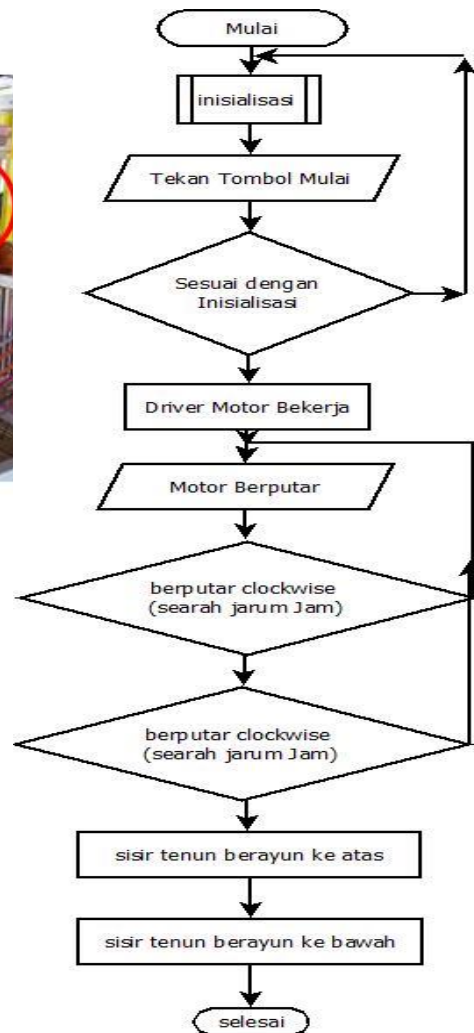 Mulai
inisialisasi
Tekan Tombol Mulai
Sesuai dengan
Inisialisasi
Driver Motor Bekerja
Motor Berputar
berputar clockwise
(searah jarum Jam)
berputar clockwise
(searah jarum Jam)
sisir tenun berayun ke atas
sisir tenun berayun ke bawah
selesai